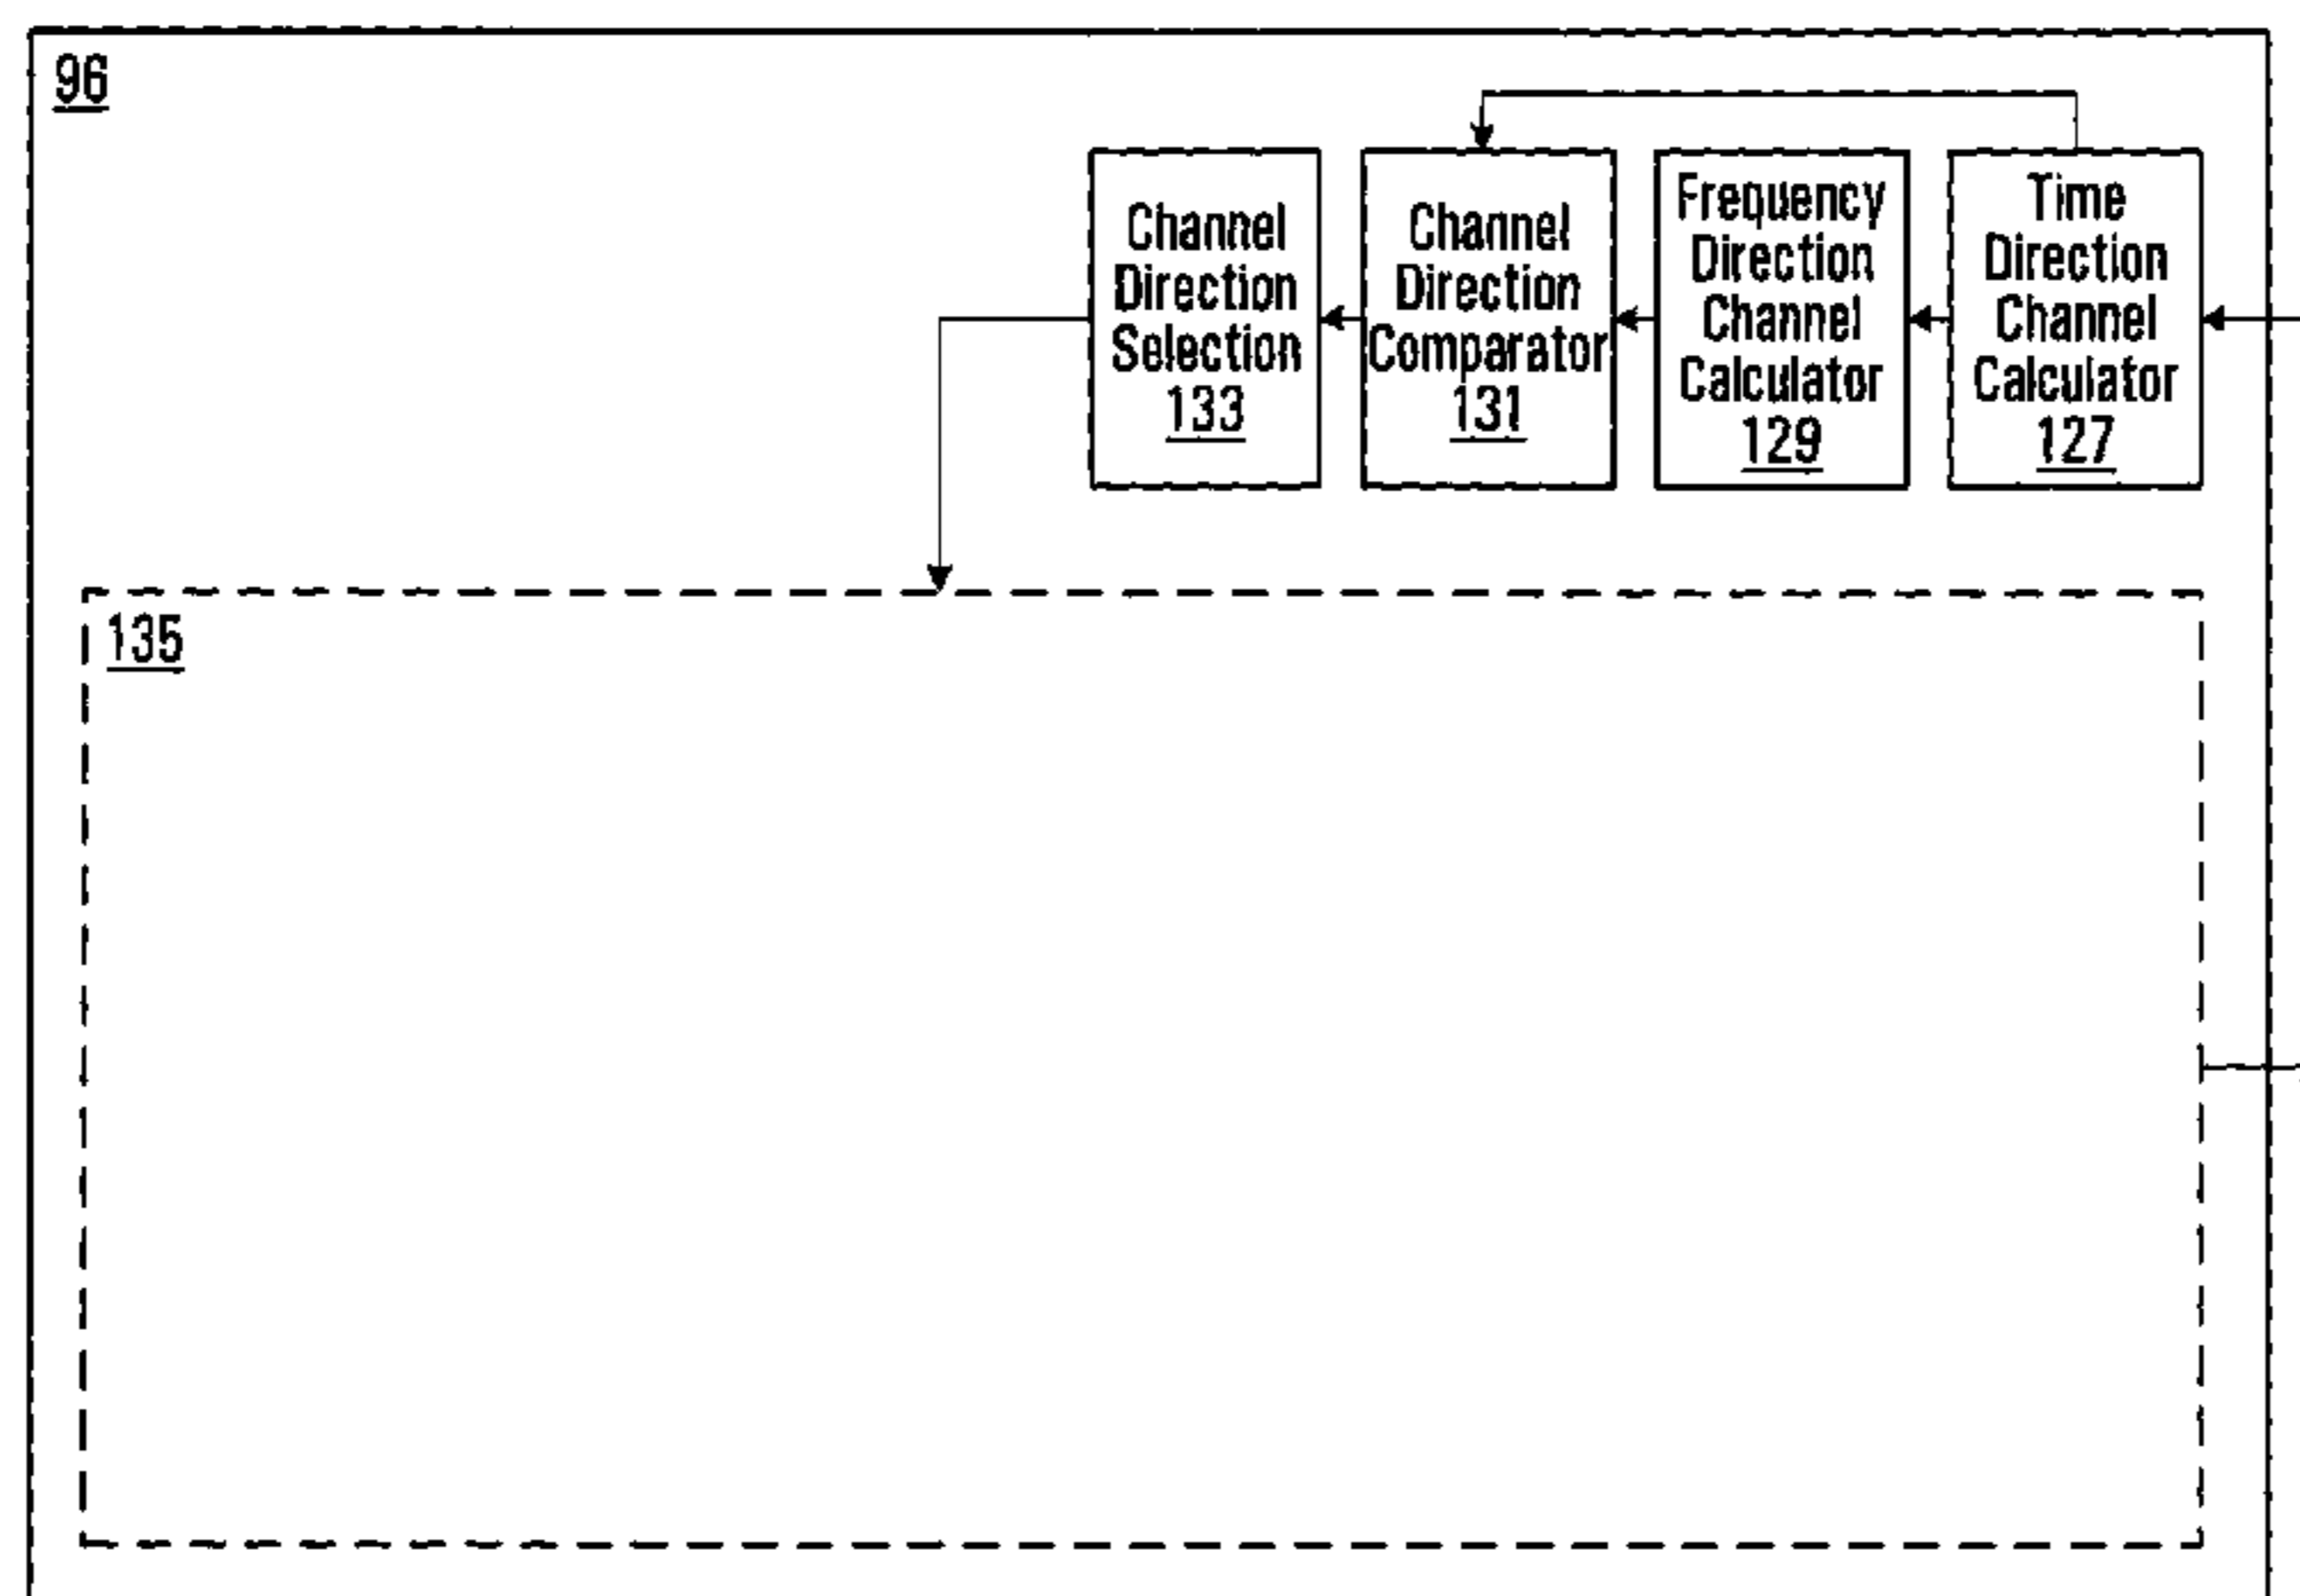 96
Channel
Direction
Selection
133
Channel
Direction
Comparator
131
Frequency
Direction
Channel
Calculator
129
Time
Direction
Channel
Calculator
127
135